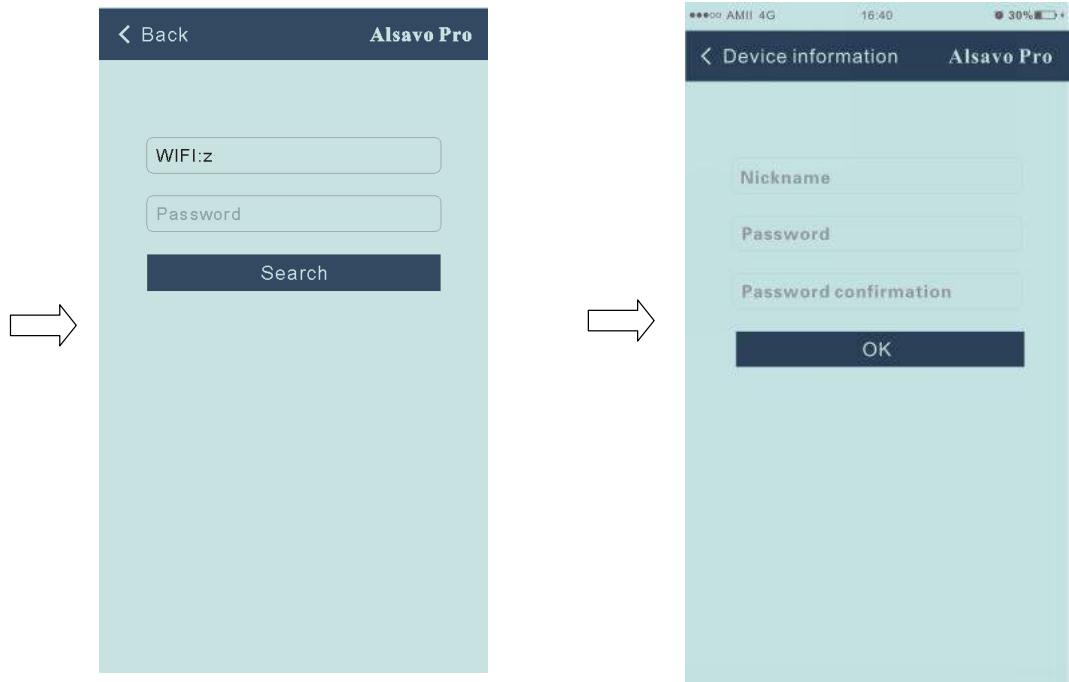 Back Alsavo Pro
WIFI:z
Password
Search
AMII 4G 16:40 30%
Device information Alsavo Pro
Nickname
Password
Password confirmation
OK